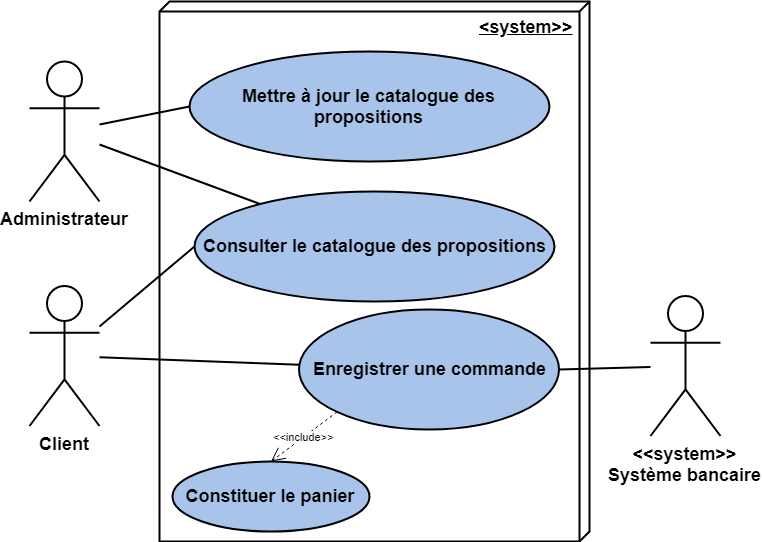 <system>>
Mettre à jour le catalogue des
propositions
Administrateur
Consulter le catalogue des propositions
Enregistrer une commande
<<include>>
Client
<<system>>
Système bancaire
Constituer le panier